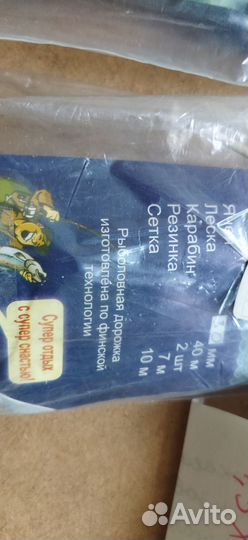 мм
Леска 40 м
Карабин 2 шт
Резинка 7 м
Сетка 10 м
Рыболовная дорожка
изготовлена по финской
технологии
Супер отдых
с супер снастью!
Avito